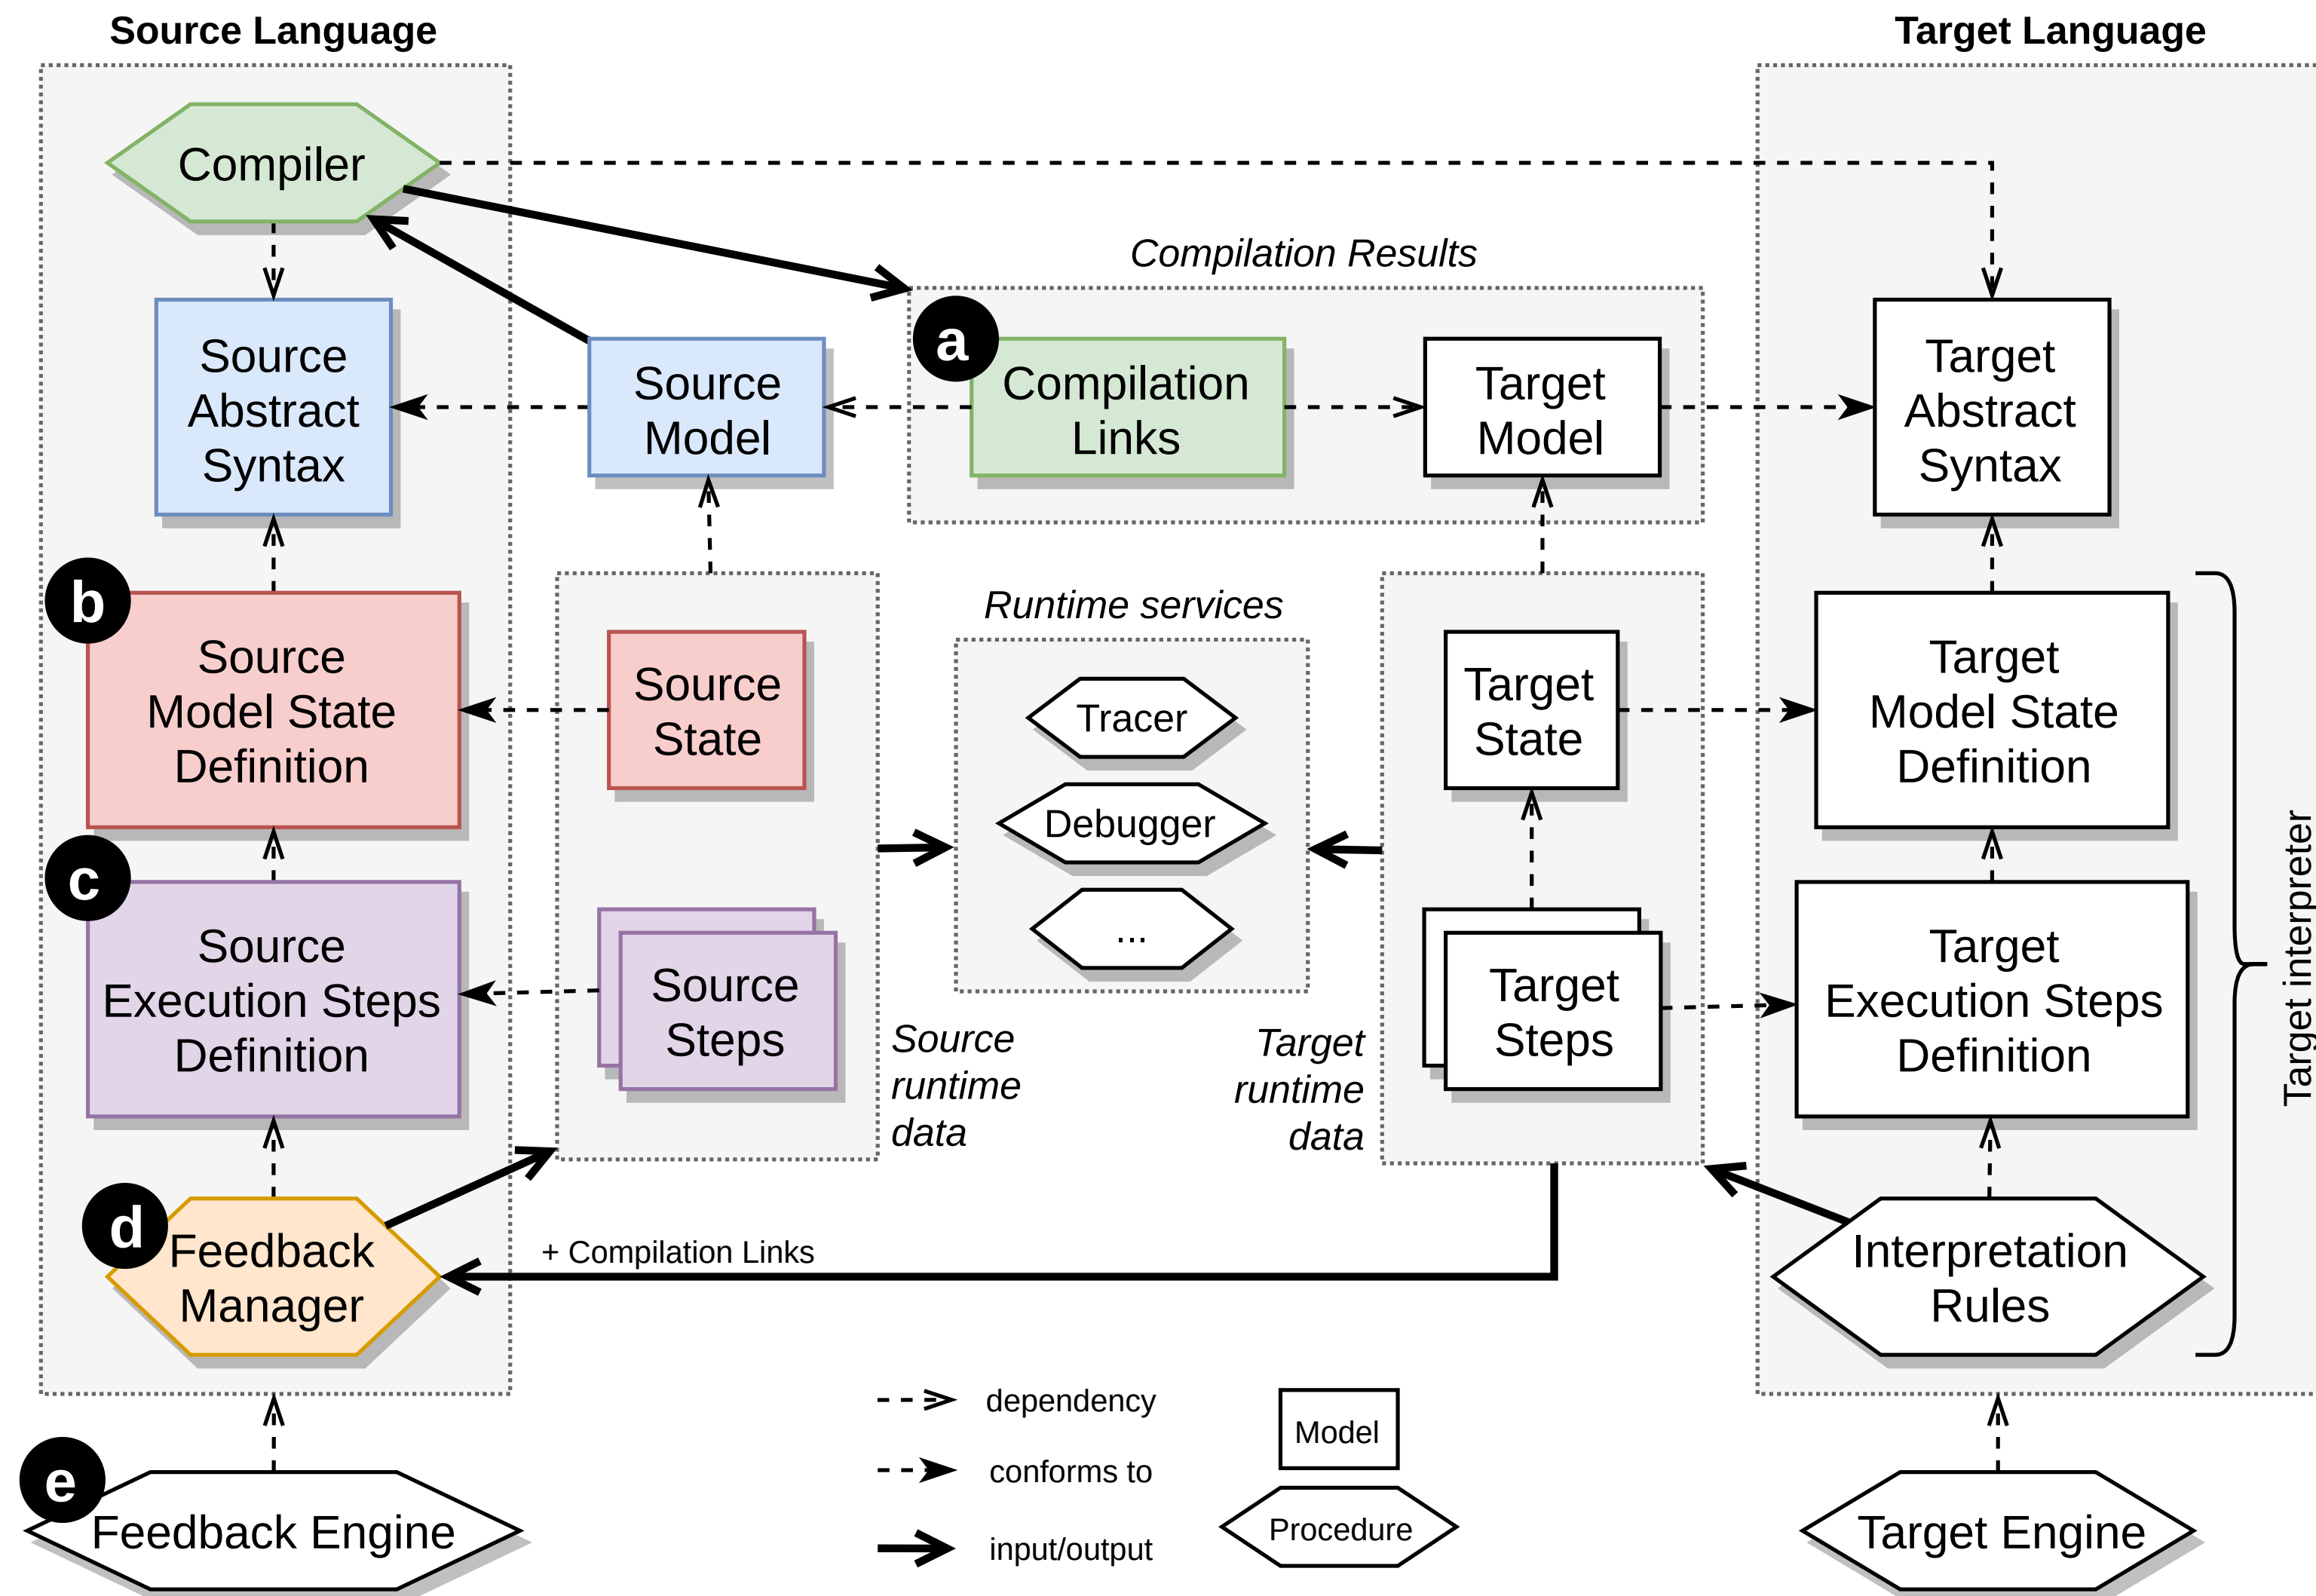 Source Language
Target Language
Compiler
Compilation Results
Source
Abstract
Syntax
Source
Model
a
Compilation
Links
Target
Model
Target
Abstract
Syntax
b
Source
Model State
Definition
Source
State
Runtime services
Tracer
Debugger
...
Target
State
Target
Model State
Definition
c
Source
Execution Steps
Definition
Source
Steps
Source
runtime
data
Target
runtime
data
Target
Steps
Target
Execution Steps
Definition
Target interpreter
d
Feedback
Manager
+ Compilation Links
Interpretation
Rules
e
Feedback Engine
dependency
conforms to
input/output
Model
Procedure
Target Engine